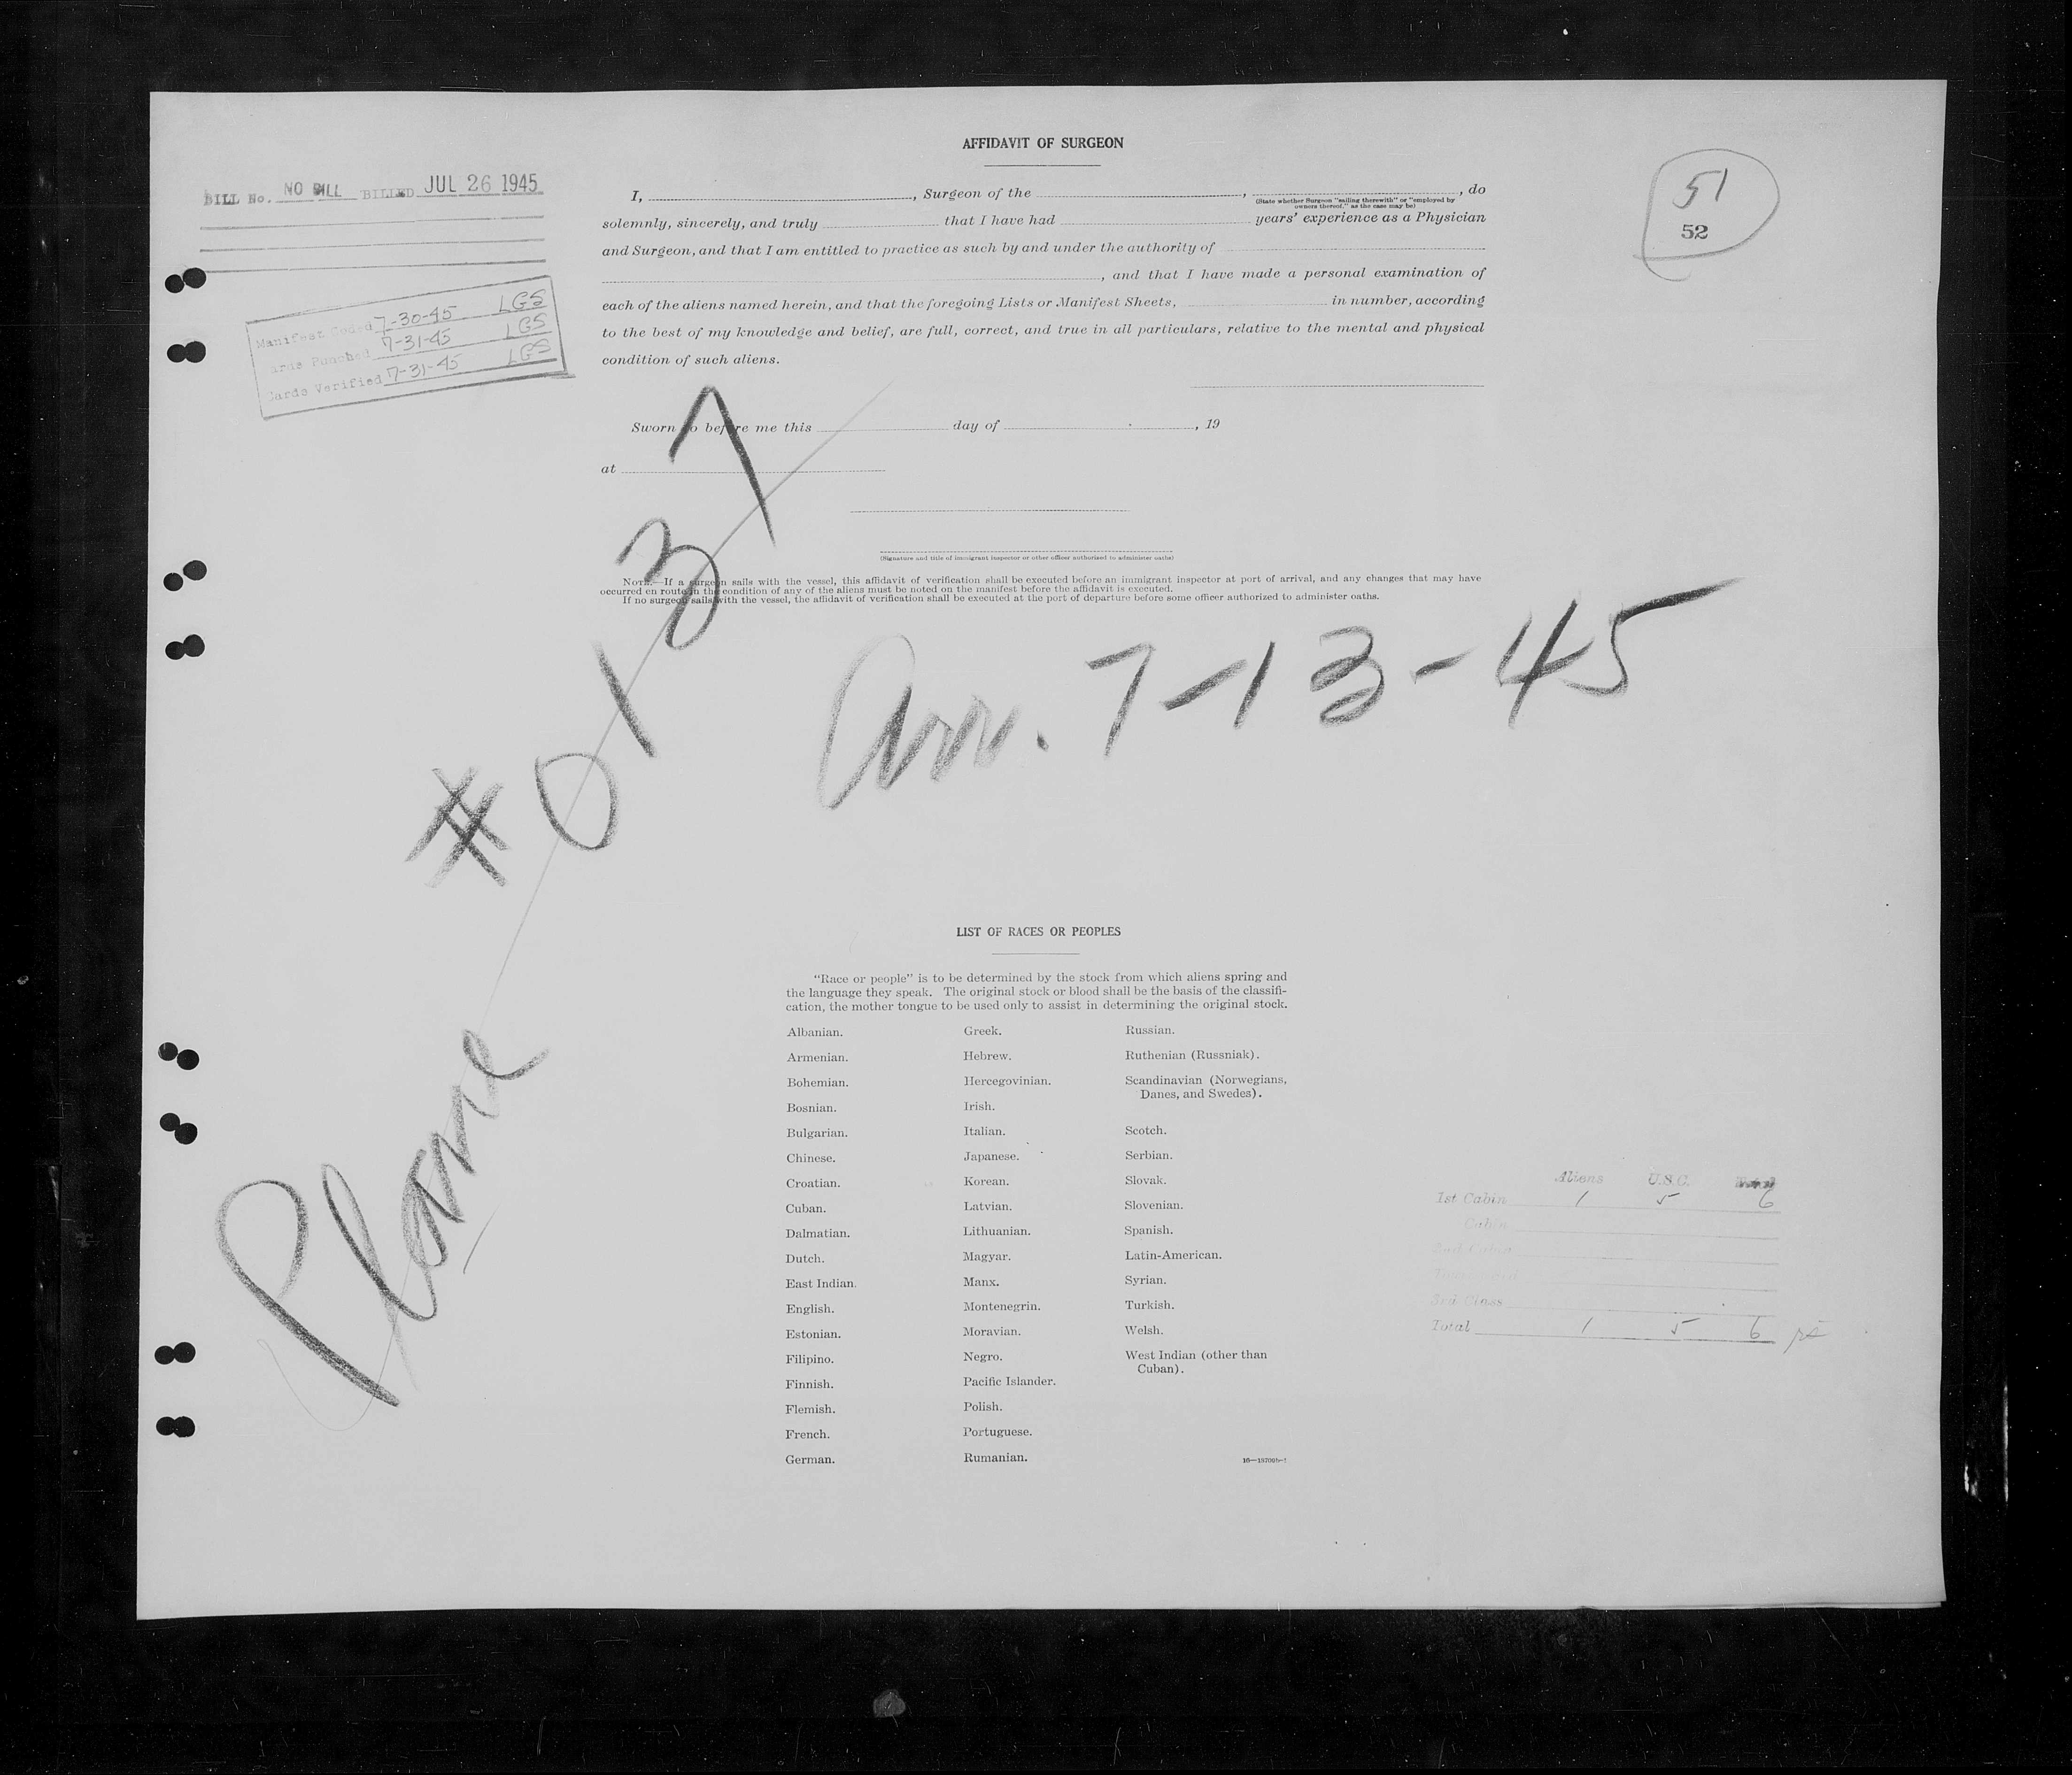 AFFIDAVIT OF SURGEON
BILL No. NO BILL BILLED JUL 26 1945
51
52
I, , Surgeon of the , , do
(State whether Surgeon "sailing therewith" or "employed by
owners thereof," as the case may be)
solemnly, sincerely, and truly that I have had years' experience as a Physician
and Surgeon, and that I am entitled to practice as such by and under the authority of
, and that I have made a personal examination of
each of the aliens named herein, and that the foregoing Lists or Manifest Sheets, in number, according
to the best of my knowledge and belief, are full, correct, and true in all particulars, relative to the mental and physical
condition of such aliens.
Manifest Coded 7-30-45 LGS
Punched 7-31-45 LGS
Cards Verified 7-31-45 LGS
Sworn to before me this day of , 19
at
(Signature and title of immigrant inspector or other officer authorized to administer oaths)
NOTE.—If a surgeon sails with the vessel, this affidavit of verification shall be executed before an immigrant inspector at port of arrival, and any changes that may have
occurred en route in the condition of any of the aliens must be noted on the manifest before the affidavit is executed.
If no surgeon sails with the vessel, the affidavit of verification shall be executed at the port of departure before some officer authorized to administer oaths.
Plane #0137
Arr. 7-13-45
LIST OF RACES OR PEOPLES
"Race or people" is to be determined by the stock from which aliens spring and
the language they speak. The original stock or blood shall be the basis of the classifi-
cation, the mother tongue to be used only to assist in determining the original stock.
Albanian.
Armenian.
Bohemian.
Bosnian.
Bulgarian.
Chinese.
Croatian.
Cuban.
Dalmatian.
Dutch.
East Indian.
English.
Estonian.
Filipino.
Finnish.
Flemish.
French.
German.
Greek.
Hebrew.
Hercegovinian.
Irish.
Italian.
Japanese.
Korean.
Latvian.
Lithuanian.
Magyar.
Manx.
Montenegrin.
Moravian.
Negro.
Pacific Islander.
Polish.
Portuguese.
Rumanian.
Russian.
Ruthenian (Russniak).
Scandinavian (Norwegians,
Danes, and Swedes).
Scotch.
Serbian.
Slovak.
Slovenian.
Spanish.
Latin-American.
Syrian.
Turkish.
Welsh.
West Indian (other than
Cuban).
Aliens U.S.C.
1st Cabin 1 5 6
Cabin
2nd Cabin
3rd Class
Total 1 5 6